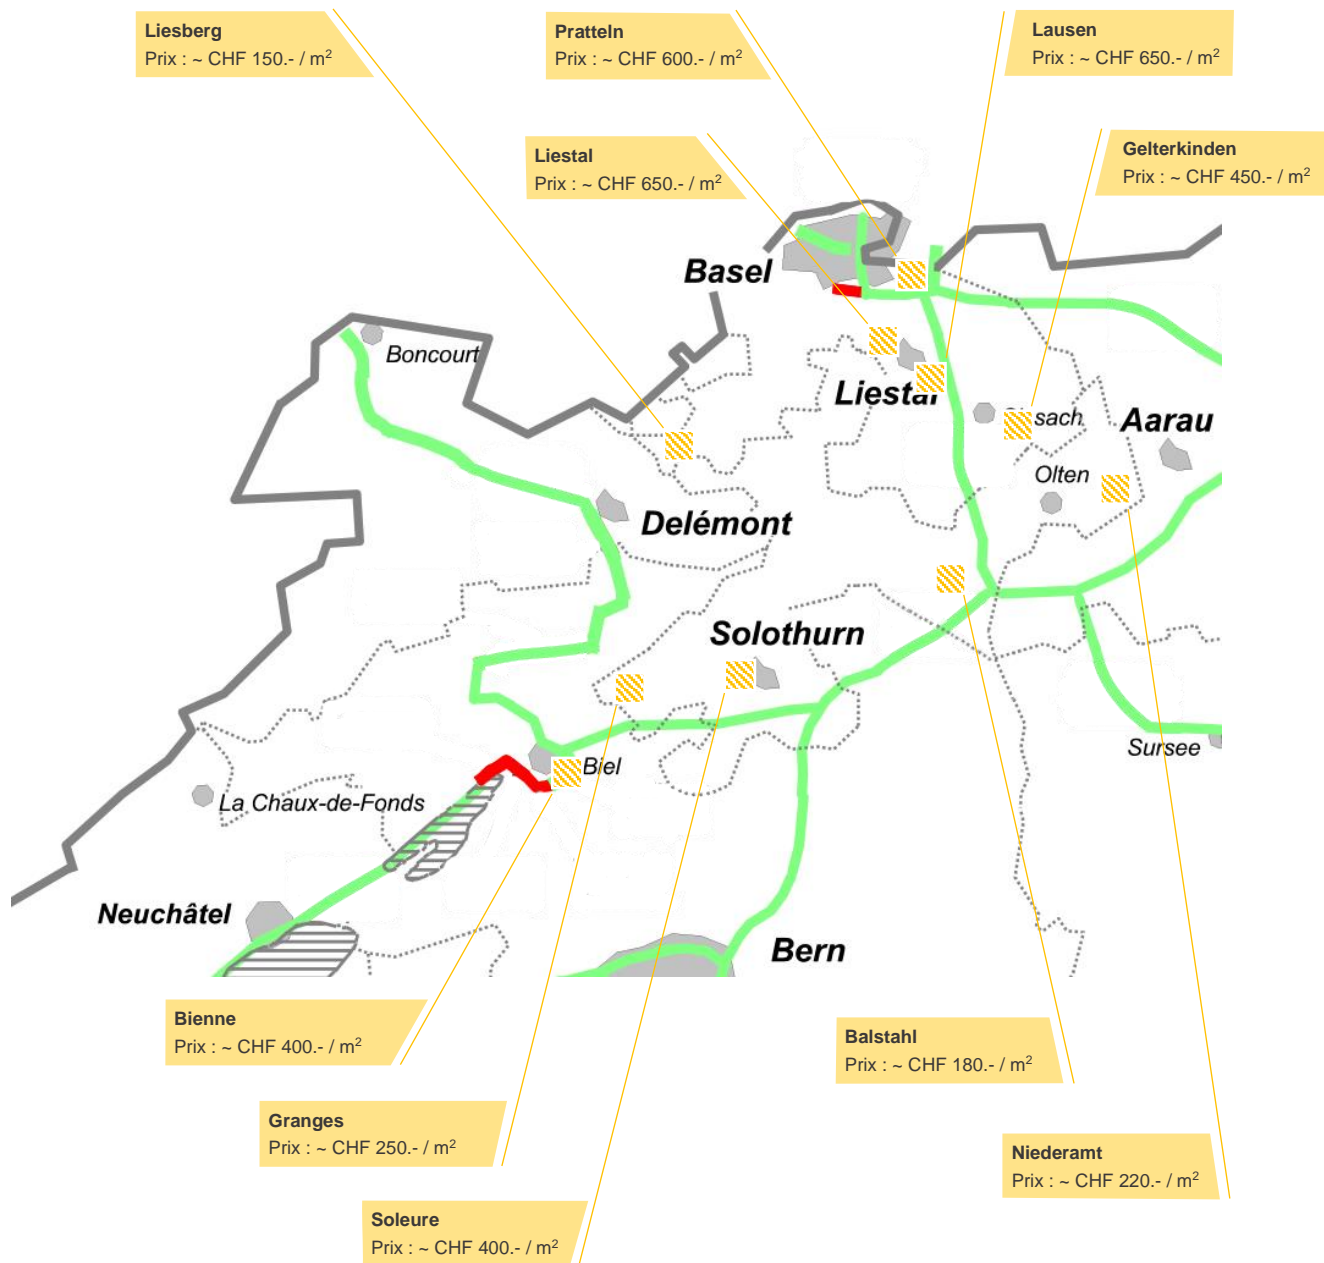 Liesberg
Prix : ~ CHF 150.- / m²
Pratteln
Prix : ~ CHF 600.- / m²
Lausen
Prix : ~ CHF 650.- / m²
Liestal
Prix : ~ CHF 650.- / m²
Gelterkinden
Prix : ~ CHF 450.- / m²
Basel
Boncourt
Liestal
sach
Aarau
Olten
Delémont
Solothurn
Sursee
Biel
La Chaux-de-Fonds
Neuchâtel
Bern
Bienne
Prix : ~ CHF 400.- / m²
Balstahl
Prix : ~ CHF 180.- / m²
Granges
Prix : ~ CHF 250.- / m²
Niederamt
Prix : ~ CHF 220.- / m²
Soleure
Prix : ~ CHF 400.- / m²